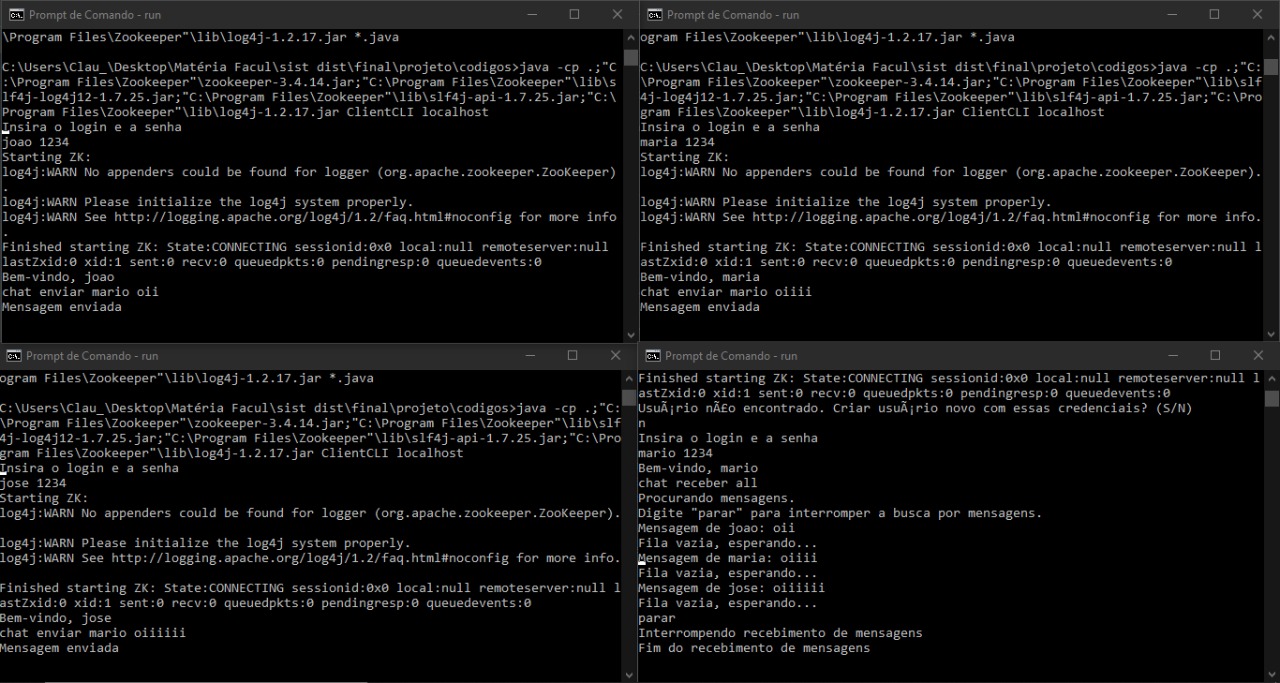 Prompt de Comando - run
\Program Files\Zookeeper"\lib\log4j-1.2.17.jar *.java
C:\Users\Clau_\Desktop\Matéria Facul\sist dist\final\projeto\codigos>java -cp .;"C
:\Program Files\Zookeeper"\zookeeper-3.4.14.jar;"C:\Program Files\Zookeeper"\lib\s
lf4j-log4j12-1.7.25.jar;"C:\Program Files\Zookeeper"\lib\slf4j-api-1.7.25.jar;"C:\
Program Files\Zookeeper"\lib\log4j-1.2.17.jar ClientCLI localhost
Insira o login e a senha
joao 1234
Starting ZK:
log4j:WARN No appenders could be found for logger (org.apache.zookeeper.ZooKeeper)
.
log4j:WARN Please initialize the log4j system properly.
log4j:WARN See http://logging.apache.org/log4j/1.2/faq.html#noconfig for more info
.
Finished starting ZK: State:CONNECTING sessionid:0x0 local:null remoteserver:null
lastZxid:0 xid:1 sent:0 recv:0 queuedpkts:0 pendingresp:0 queuedevents:0
Bem-vindo, joao
chat enviar mario oii
Mensagem enviada
Prompt de Comando - run
ogram Files\Zookeeper"\lib\log4j-1.2.17.jar *.java
C:\Users\Clau_\Desktop\Matéria Facul\sist dist\final\projeto\codigos>java -cp .;"C:
\Program Files\Zookeeper"\zookeeper-3.4.14.jar;"C:\Program Files\Zookeeper"\lib\slf
4j-log4j12-1.7.25.jar;"C:\Program Files\Zookeeper"\lib\slf4j-api-1.7.25.jar;"C:\Pro
gram Files\Zookeeper"\lib\log4j-1.2.17.jar ClientCLI localhost
Insira o login e a senha
maria 1234
Starting ZK:
log4j:WARN No appenders could be found for logger (org.apache.zookeeper.ZooKeeper).
log4j:WARN Please initialize the log4j system properly.
log4j:WARN See http://logging.apache.org/log4j/1.2/faq.html#noconfig for more info.
Finished starting ZK: State:CONNECTING sessionid:0x0 local:null remoteserver:null l
astZxid:0 xid:1 sent:0 recv:0 queuedpkts:0 pendingresp:0 queuedevents:0
Bem-vindo, maria
chat enviar mario oiiii
Mensagem enviada
Prompt de Comando - run
ogram Files\Zookeeper"\lib\log4j-1.2.17.jar *.java
C:\Users\Clau_\Desktop\Matéria Facul\sist dist\final\projeto\codigos>java -cp .;"C:
\Program Files\Zookeeper"\zookeeper-3.4.14.jar;"C:\Program Files\Zookeeper"\lib\slf
4j-log4j12-1.7.25.jar;"C:\Program Files\Zookeeper"\lib\slf4j-api-1.7.25.jar;"C:\Pro
gram Files\Zookeeper"\lib\log4j-1.2.17.jar ClientCLI localhost
Insira o login e a senha
jose 1234
Starting ZK:
log4j:WARN No appenders could be found for logger (org.apache.zookeeper.ZooKeeper).
log4j:WARN Please initialize the log4j system properly.
log4j:WARN See http://logging.apache.org/log4j/1.2/faq.html#noconfig for more info.
Finished starting ZK: State:CONNECTING sessionid:0x0 local:null remoteserver:null l
astZxid:0 xid:1 sent:0 recv:0 queuedpkts:0 pendingresp:0 queuedevents:0
Bem-vindo, jose
chat enviar mario oiiiiii
Mensagem enviada
Prompt de Comando - run
Finished starting ZK: State:CONNECTING sessionid:0x0 local:null remoteserver:null l
astZxid:0 xid:1 sent:0 recv:0 queuedpkts:0 pendingresp:0 queuedevents:0
UsuÃ¡rio nÃ£o encontrado. Criar usuÃ¡rio novo com essas credenciais? (S/N)
n
Insira o login e a senha
mario 1234
Bem-vindo, mario
chat receber all
Procurando mensagens.
Digite "parar" para interromper a busca por mensagens.
Mensagem de joao: oii
Fila vazia, esperando...
Mensagem de maria: oiiii
Fila vazia, esperando...
Mensagem de jose: oiiiiii
Fila vazia, esperando...
parar
Interrompendo recebimento de mensagens
Fim do recebimento de mensagens